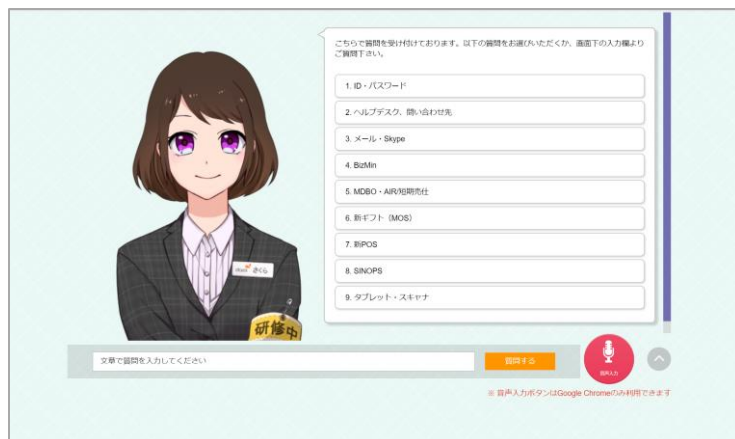 こちらで質問を受け付けております。以下の質問をお選びいただくか、画面下の入力欄より
ご質問下さい。
1. ID・パスワード
2. ヘルプデスク、問い合わせ先
3. メール・Skype
4. BizMin
5. MDBO・AIR/短期売仕
6. 新ギフト（MOS）
7. 新POS
8. SINOPS
9. タブレット・スキャナ
さくら
研修中
文章で質問を入力してください
質問する
音声入力
※ 音声入力ボタンはGoogle Chromeのみ利用できます